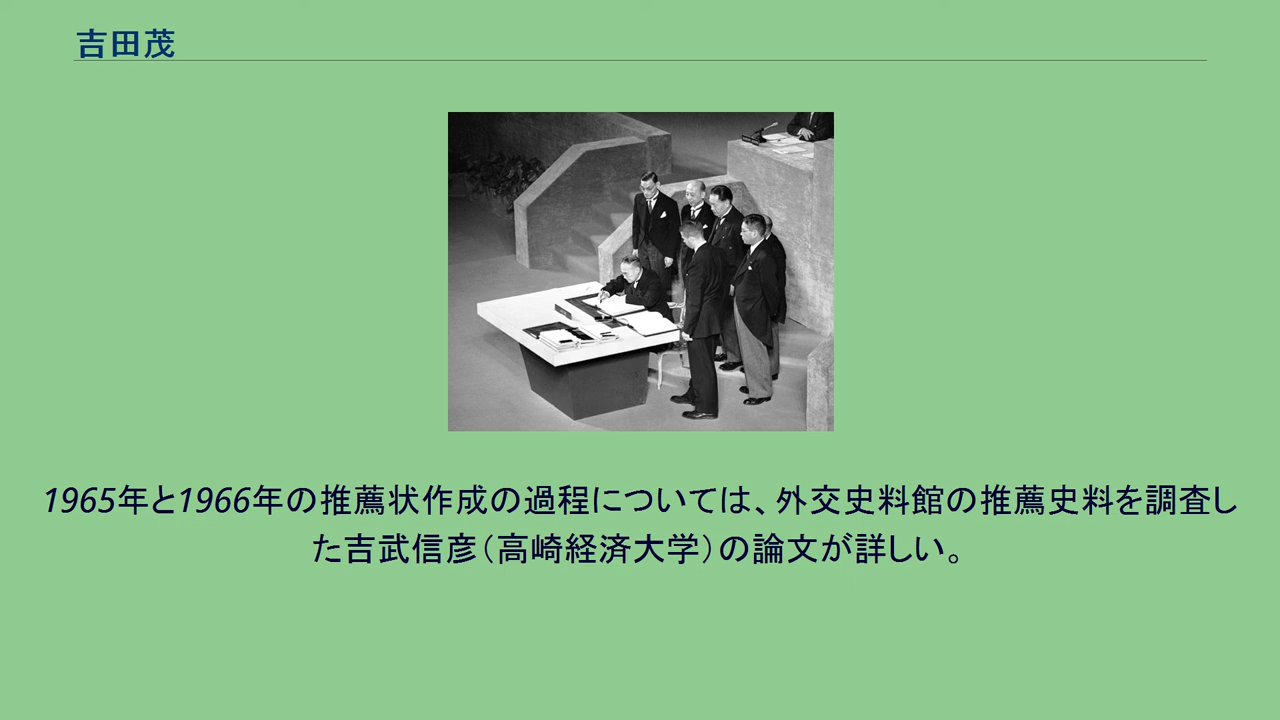 吉田茂
1965年と1966年の推薦状作成の過程については、外交史料館の推薦史料を調査し
た吉武信彦（高崎経済大学）の論文が詳しい。